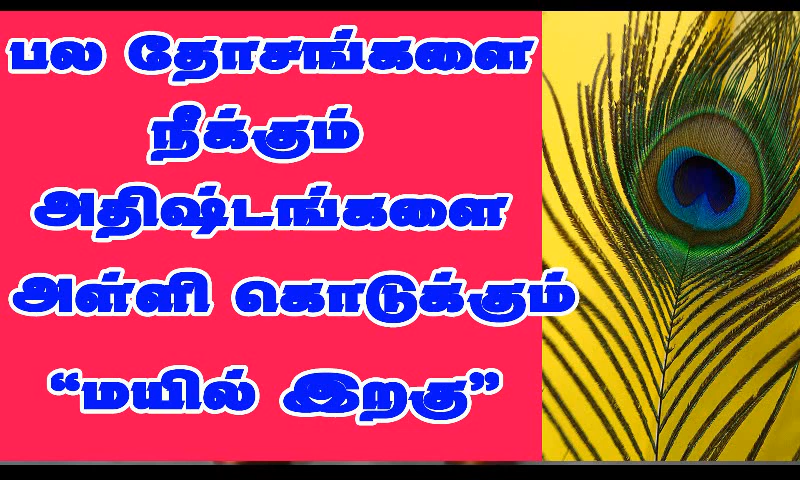 பல தோசங்களை
நீக்கும்
அதிஷ்டங்களை
அள்ளி கொடுக்கும்
“மயில் இறகு”